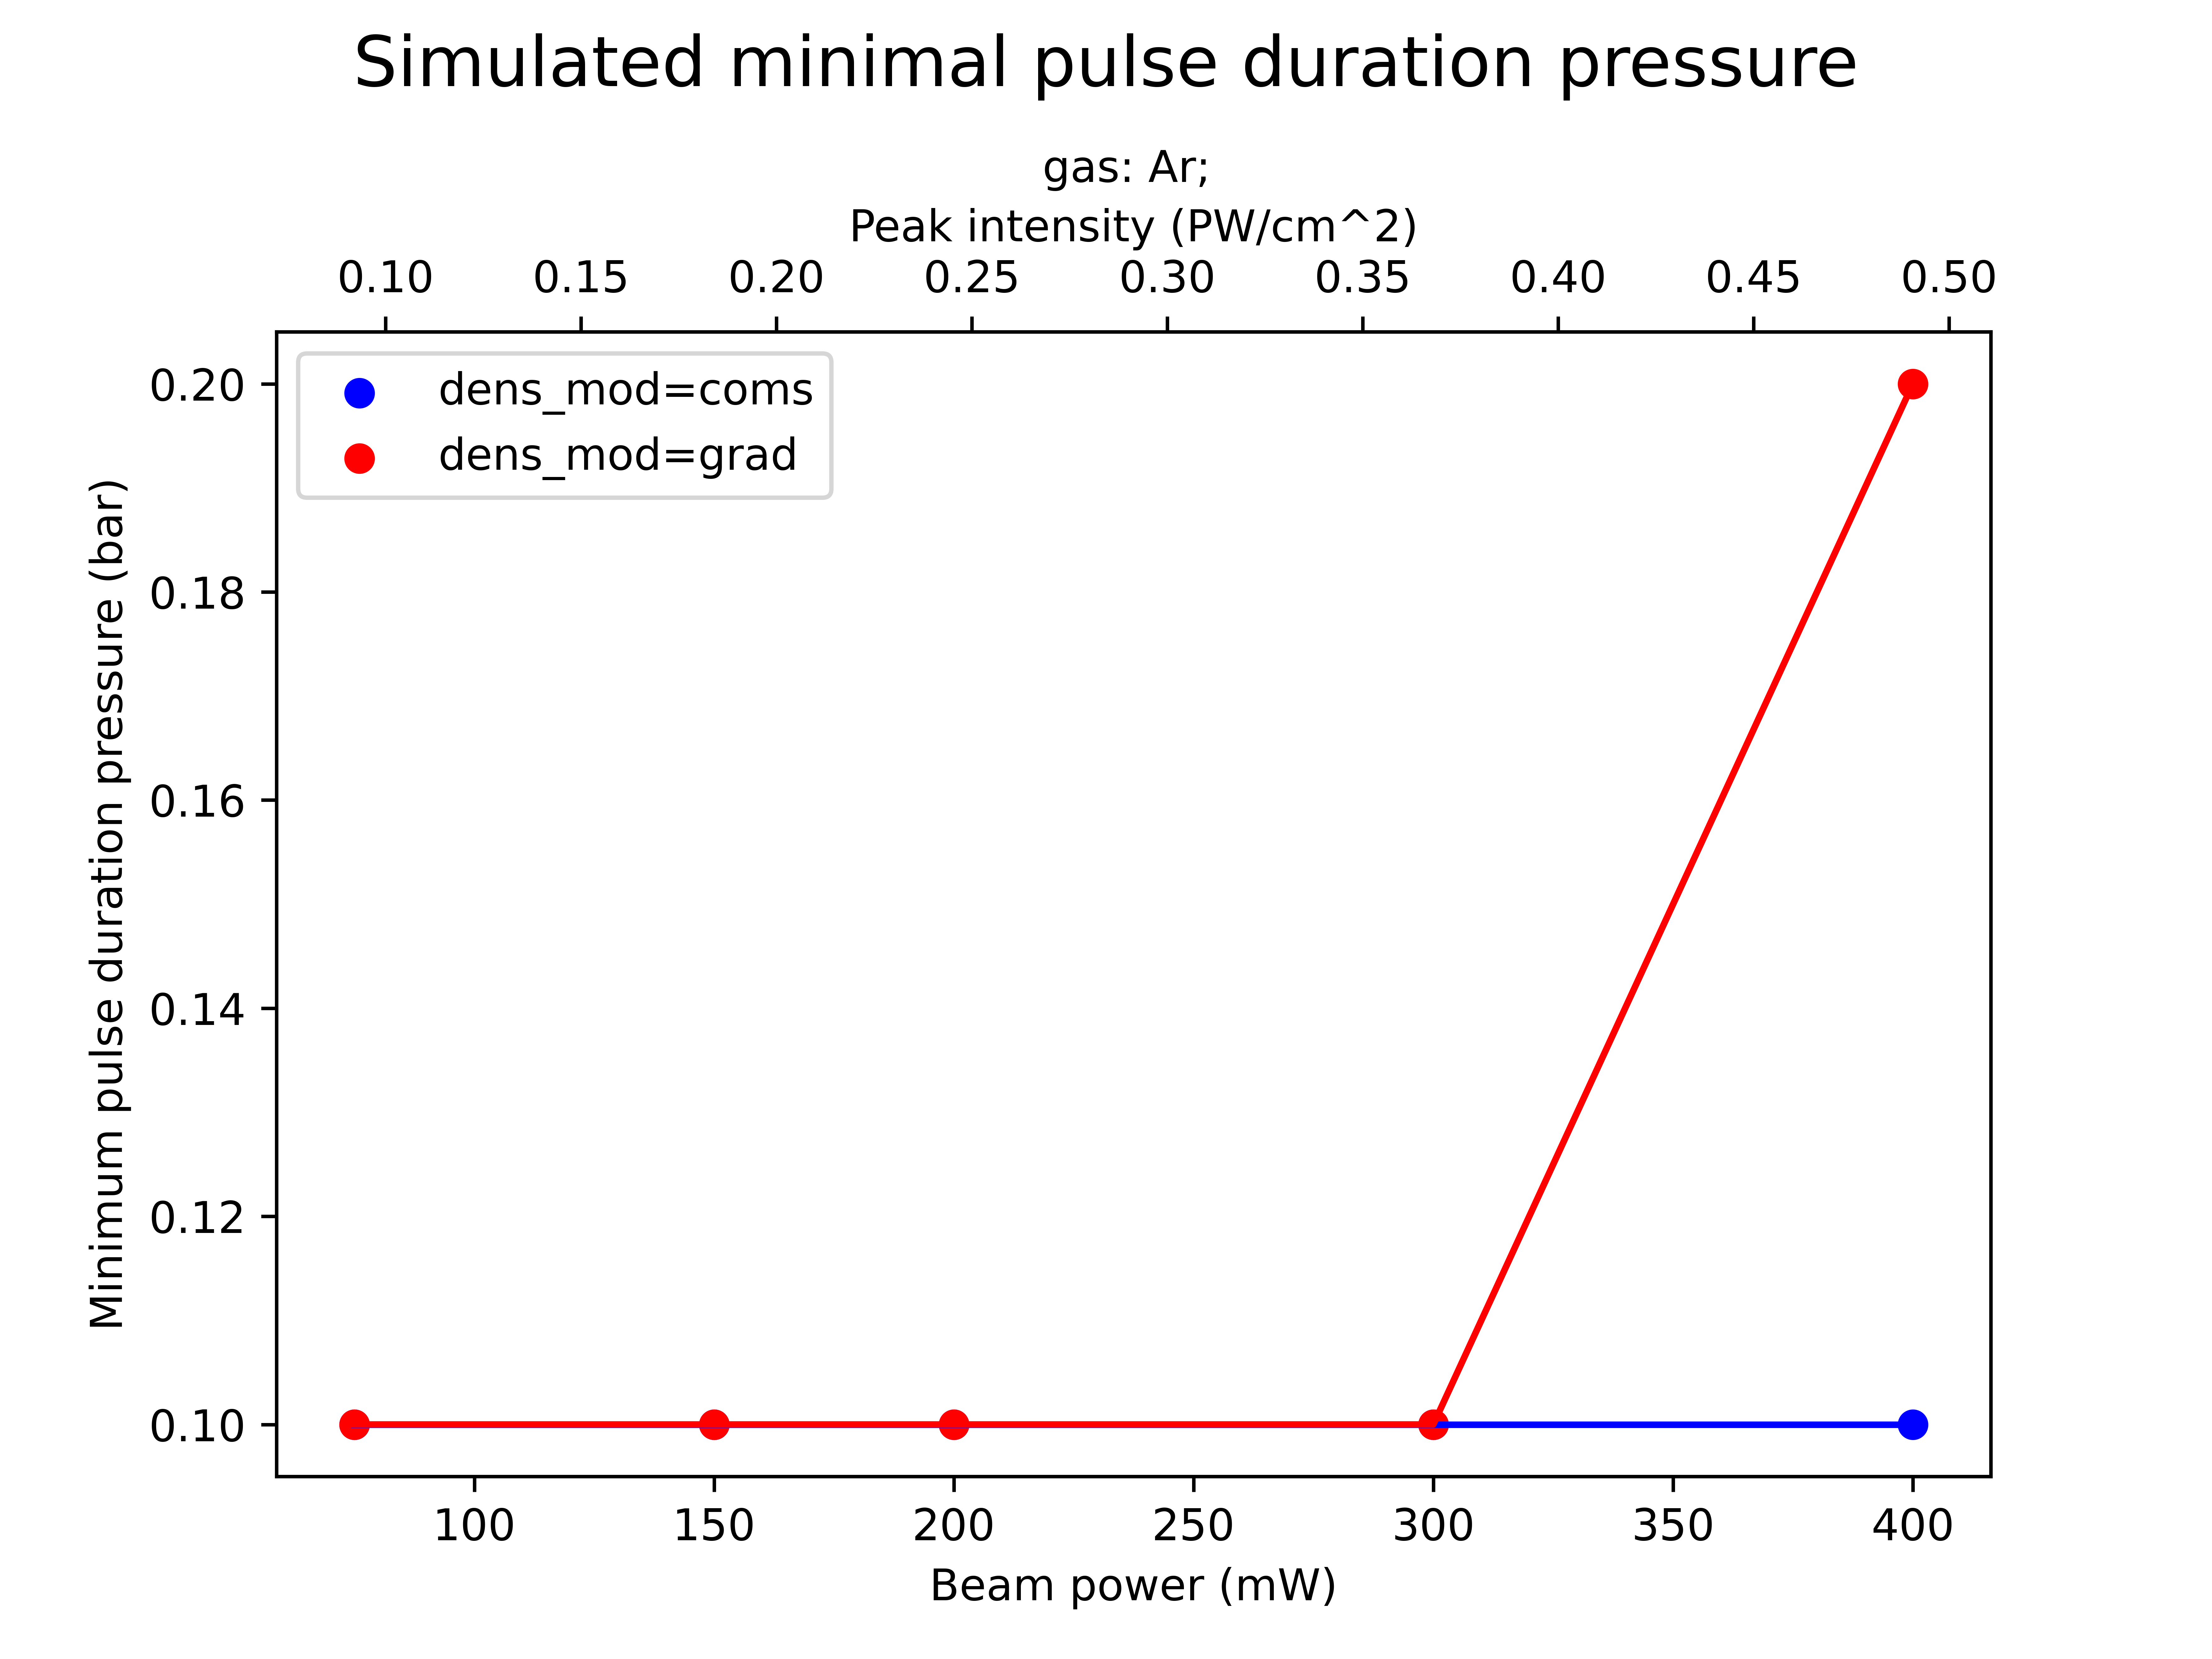 Simulated minimal pulse duration pressure
gas: Ar;
Peak intensity (PW/cm^2)
0.10 0.15 0.20 0.25 0.30 0.35 0.40 0.45 0.50
dens_mod=coms
dens_mod=grad
Minimum pulse duration pressure (bar)
0.20
0.18
0.16
0.14
0.12
0.10
100 150 200 250 300 350 400
Beam power (mW)